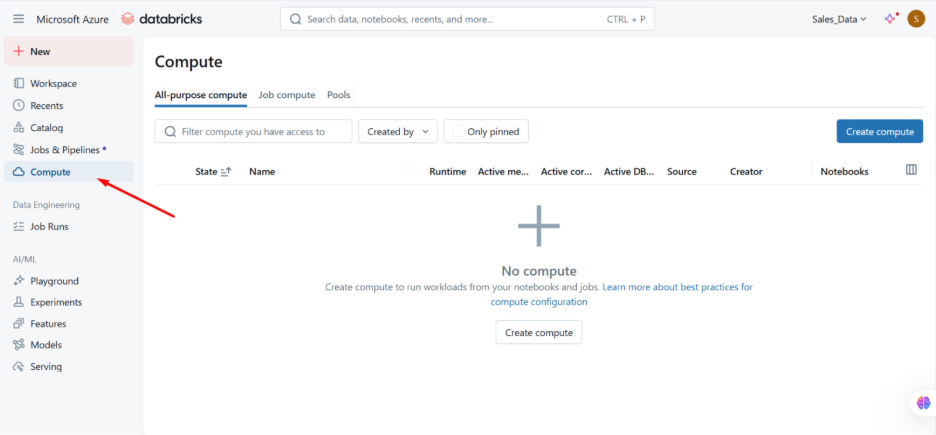 Microsoft Azure databricks Search data, notebooks, recents, and more... CTRL + P Sales_Data S
New
Workspace
Recents
Catalog
Jobs & Pipelines
Compute
Data Engineering
Job Runs
AI/ML
Playground
Experiments
Features
Models
Serving
Compute
All-purpose compute Job compute Pools
Filter compute you have access to Created by Only pinned Create compute
State Name Runtime Active me... Active cor... Active DB... Source Creator Notebooks
No compute
Create compute to run workloads from your notebooks and jobs. Learn more about best practices for
compute configuration
Create compute